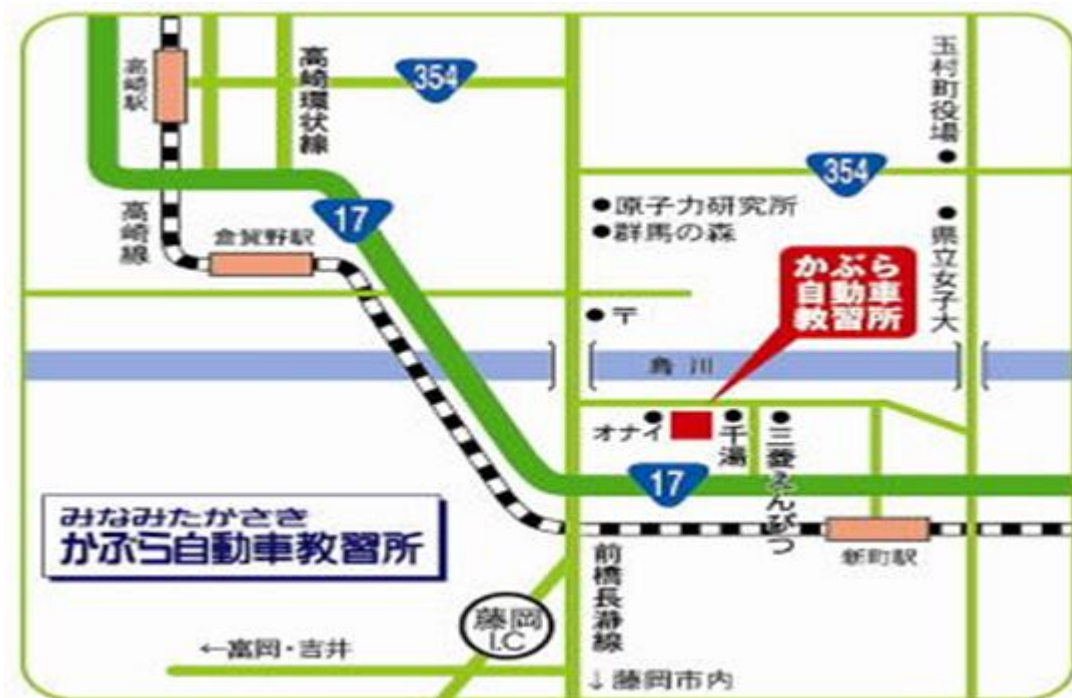 高崎駅
高崎環状線
354
玉村町役場
354
高崎線
倉賀野駅
17
原子力研究所
群馬の森
県立女子大
かぶら
自動車
教習所
〒
烏川
オナイ
千湯
三菱えんぴつ
17
みなみたかさき
かぶら自動車教習所
前橋長瀞線
新町駅
藤岡
I.C
←富岡・吉井
↓藤岡市内